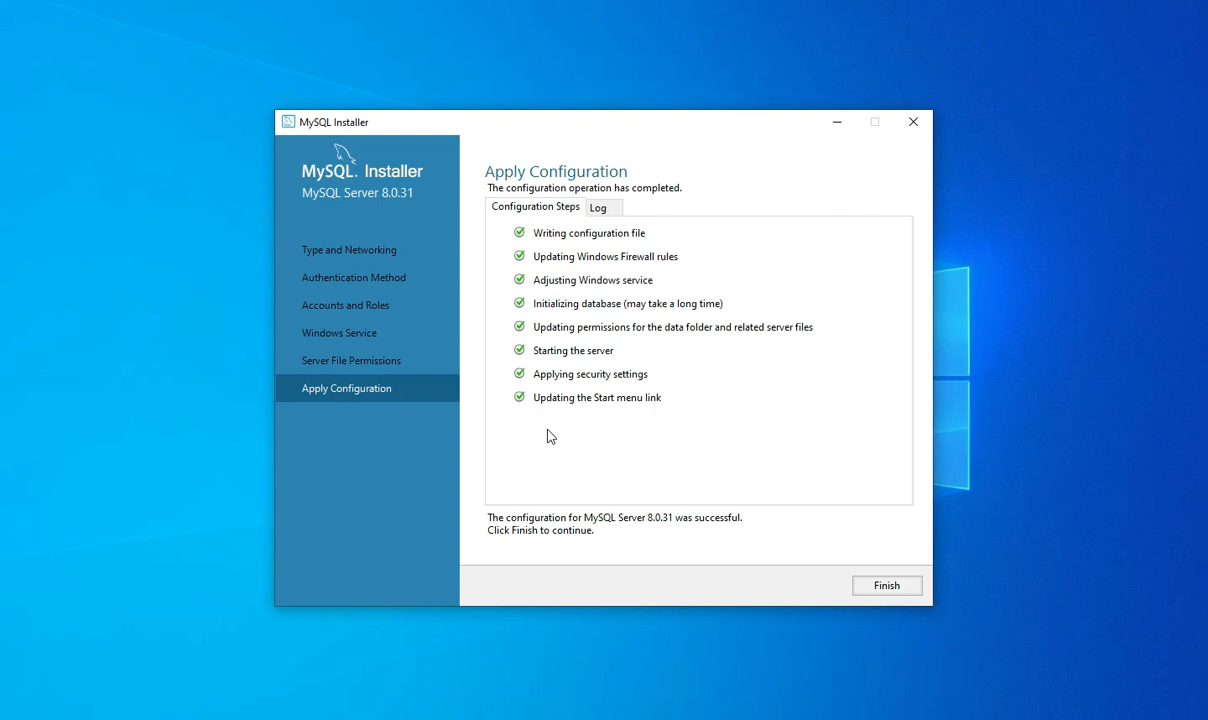 MySQL Installer
MySQL. Installer
MySQL Server 8.0.31
Type and Networking
Authentication Method
Accounts and Roles
Windows Service
Server File Permissions
Apply Configuration
Apply Configuration
The configuration operation has completed.
Configuration Steps
Log
Writing configuration file
Updating Windows Firewall rules
Adjusting Windows service
Initializing database (may take a long time)
Updating permissions for the data folder and related server files
Starting the server
Applying security settings
Updating the Start menu link
The configuration for MySQL Server 8.0.31 was successful.
Click Finish to continue.
Finish